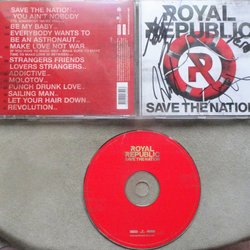 SAVE THE NATION...
YOU AIN'T NOBODY
BE MY BABY...
EVERYBODY WANTS TO
BE AN ASTRONAUT...
MAKE LOVE NOT WAR.
STRANGERS FRIENDS
LOVERS STRANGERS...
ADDICTIVE...
MOLOTOV...
PUNCH DRUNK LOVE...
SAILING MAN...
LET YOUR HAIR DOWN...
REVOLUTION...
ROYAL
REPUBLIC
R
SAVE THE NATION
ROYAL
REPUBLIC
SAVE THE NATION